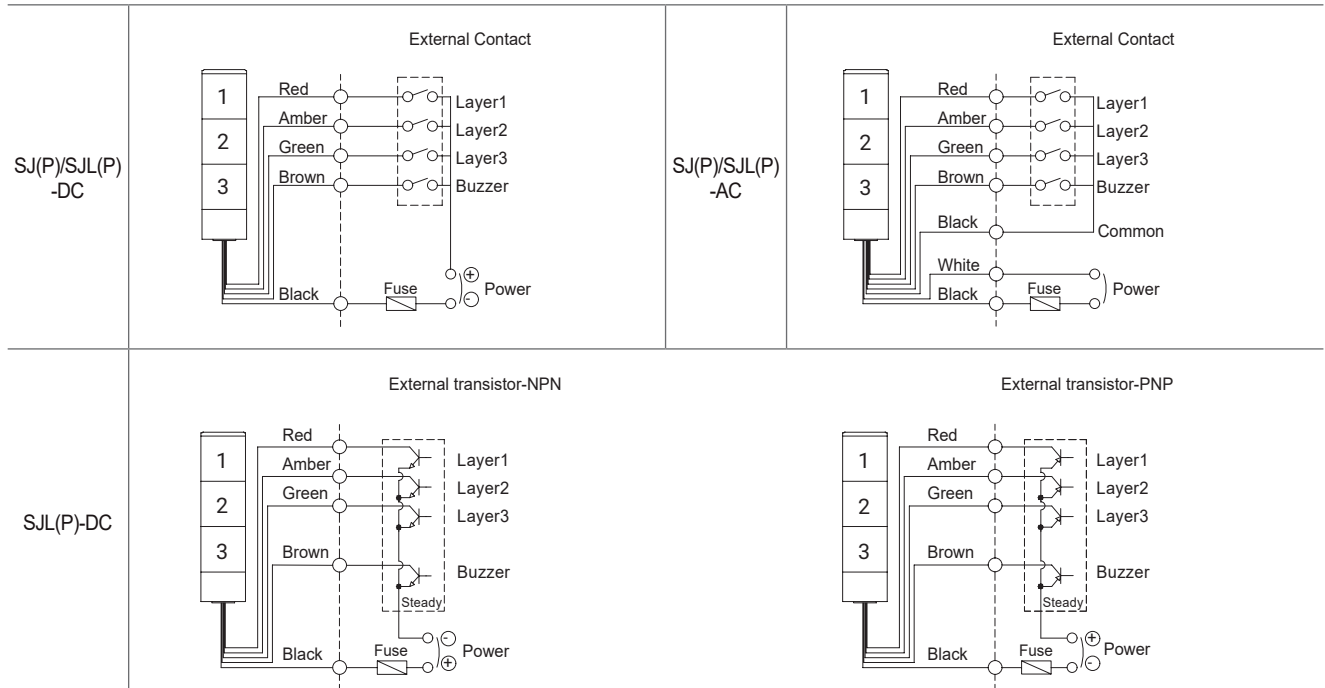 SJ(P)/SJL(P)
-DC
External Contact
1
2
3
Red
Amber
Green
Brown
Black
Layer1
Layer2
Layer3
Buzzer
Fuse
+
-
Power
SJ(P)/SJL(P)
-AC
External Contact
1
2
3
Red
Amber
Green
Brown
Black
White
Black
Layer1
Layer2
Layer3
Buzzer
Common
Fuse
Power
SJL(P)-DC
External transistor-NPN
1
2
3
Red
Amber
Green
Brown
Black
Layer1
Layer2
Layer3
Buzzer
Steady
Fuse
-
+
Power
External transistor-PNP
1
2
3
Red
Amber
Green
Brown
Black
Layer1
Layer2
Layer3
Buzzer
Steady
Fuse
+
-
Power